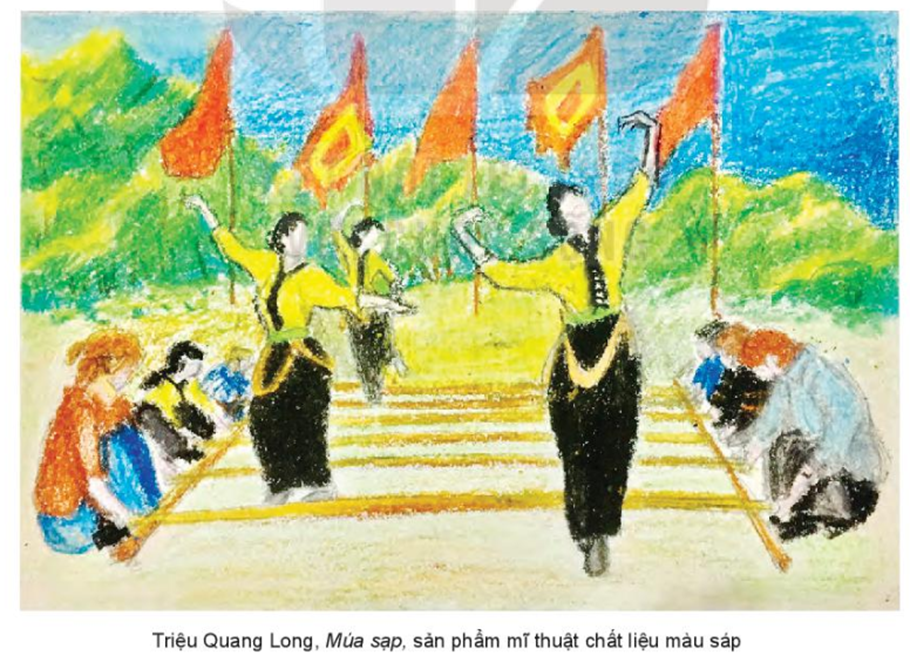 Triệu Quang Long, Múa sạp, sản phẩm mĩ thuật chất liệu màu sáp